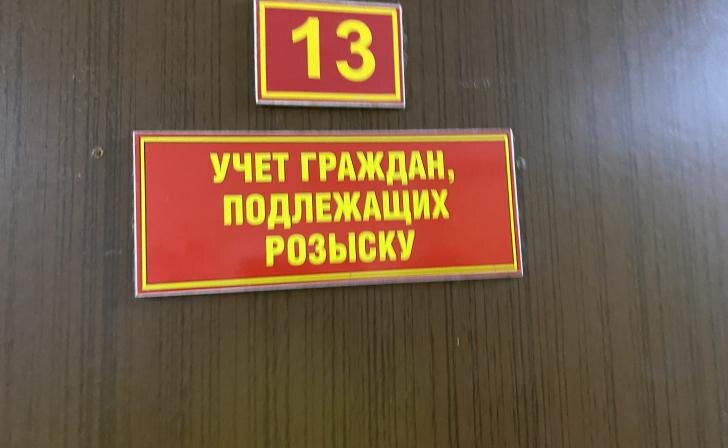 13
УЧЕТ ГРАЖДАН,
ПОДЛЕЖАЩИХ
РОЗЫСКУ